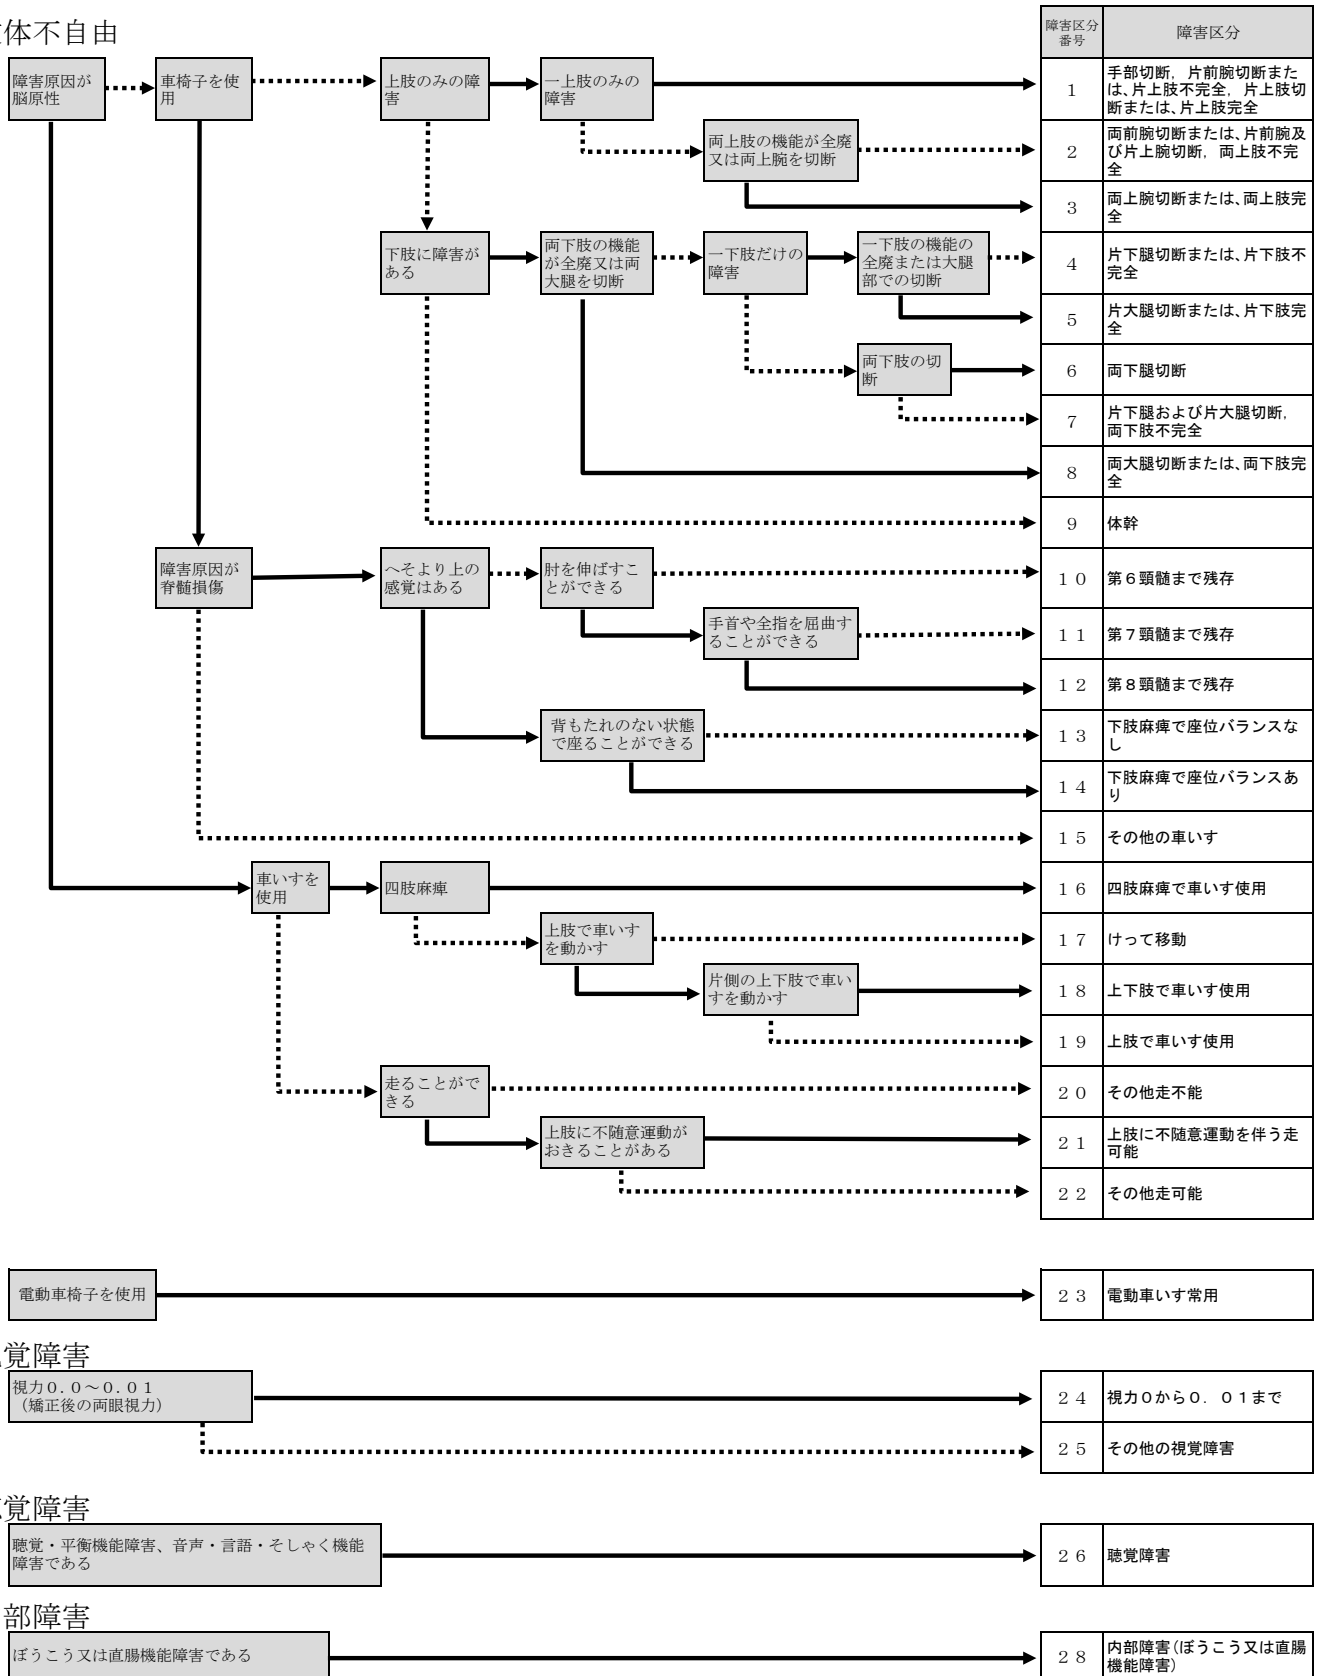 体不自由
障害区分
番号
障害区分
障害原因が
脳原性
車椅子を使
用
上肢のみの障
害
一上肢のみの
障害
1
手部切断，片前腕切断また
は、片上肢不完全，片上肢切
断または、片上肢完全
両上肢の機能が全廃
又は両上腕を切断
2
両前腕切断または、片前腕及
び片上腕切断，両上肢不完
全
3
両上腕切断または、両上肢完
全
下肢に障害が
ある
両下肢の機能
が全廃又は両
大腿を切断
一下肢だけの
障害
一下肢の機能の
全廃または大腿
部での切断
4
片下腿切断または、片下肢不
完全
5
片大腿切断または、片下肢完
全
両下肢の切
断
6
両下腿切断
7
片下腿および片大腿切断，
両下肢不完全
8
両大腿切断または、両下肢完
全
9
体幹
障害原因が
脊髄損傷
へそより上の
感覚はある
肘を伸ばすこ
とができる
１０
第６頸髄まで残存
手首や全指を屈曲す
ることができる
１１
第７頸髄まで残存
１２
第８頸髄まで残存
背もたれのない状態
で座ることができる
１３
下肢麻痺で座位バランスな
し
１４
下肢麻痺で座位バランスあ
り
１５
その他の車いす
車いすを
使用
四肢麻痺
１６
四肢麻痺で車いす使用
上肢で車いす
を動かす
１７
けって移動
片側の上下肢で車い
すを動かす
１８
上下肢で車いす使用
１９
上肢で車いす使用
走ることがで
きる
２０
その他走不能
上肢に不随意運動が
おきることがある
２１
上肢に不随意運動を伴う走
可能
２２
その他走可能
電動車椅子を使用
２３
電動車いす常用
覚障害
視力０.０～０.０１
（矯正後の両眼視力）
２４
視力０から０．０１まで
２５
その他の視覚障害
覚障害
聴覚・平衡機能障害、音声・言語・そしゃく機能
障害である
２６
聴覚障害
部障害
ぼうこう又は直腸機能障害である
２８
内部障害（ぼうこう又は直腸
機能障害）